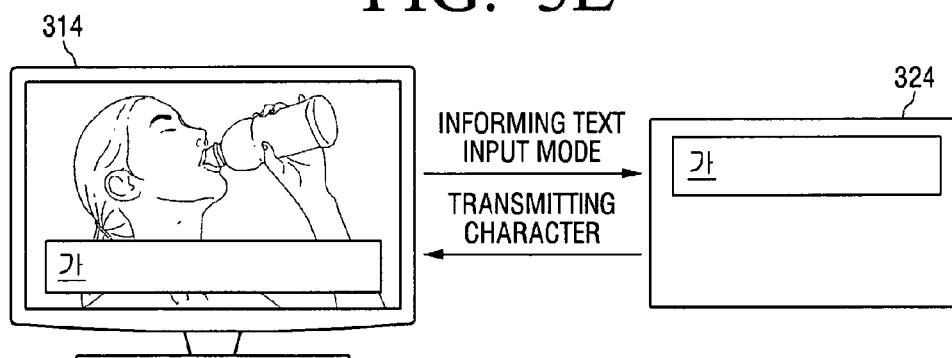 FIG. 3E
314
324
INFORMING TEXT
INPUT MODE
가
TRANSMITTING
CHARACTER
가